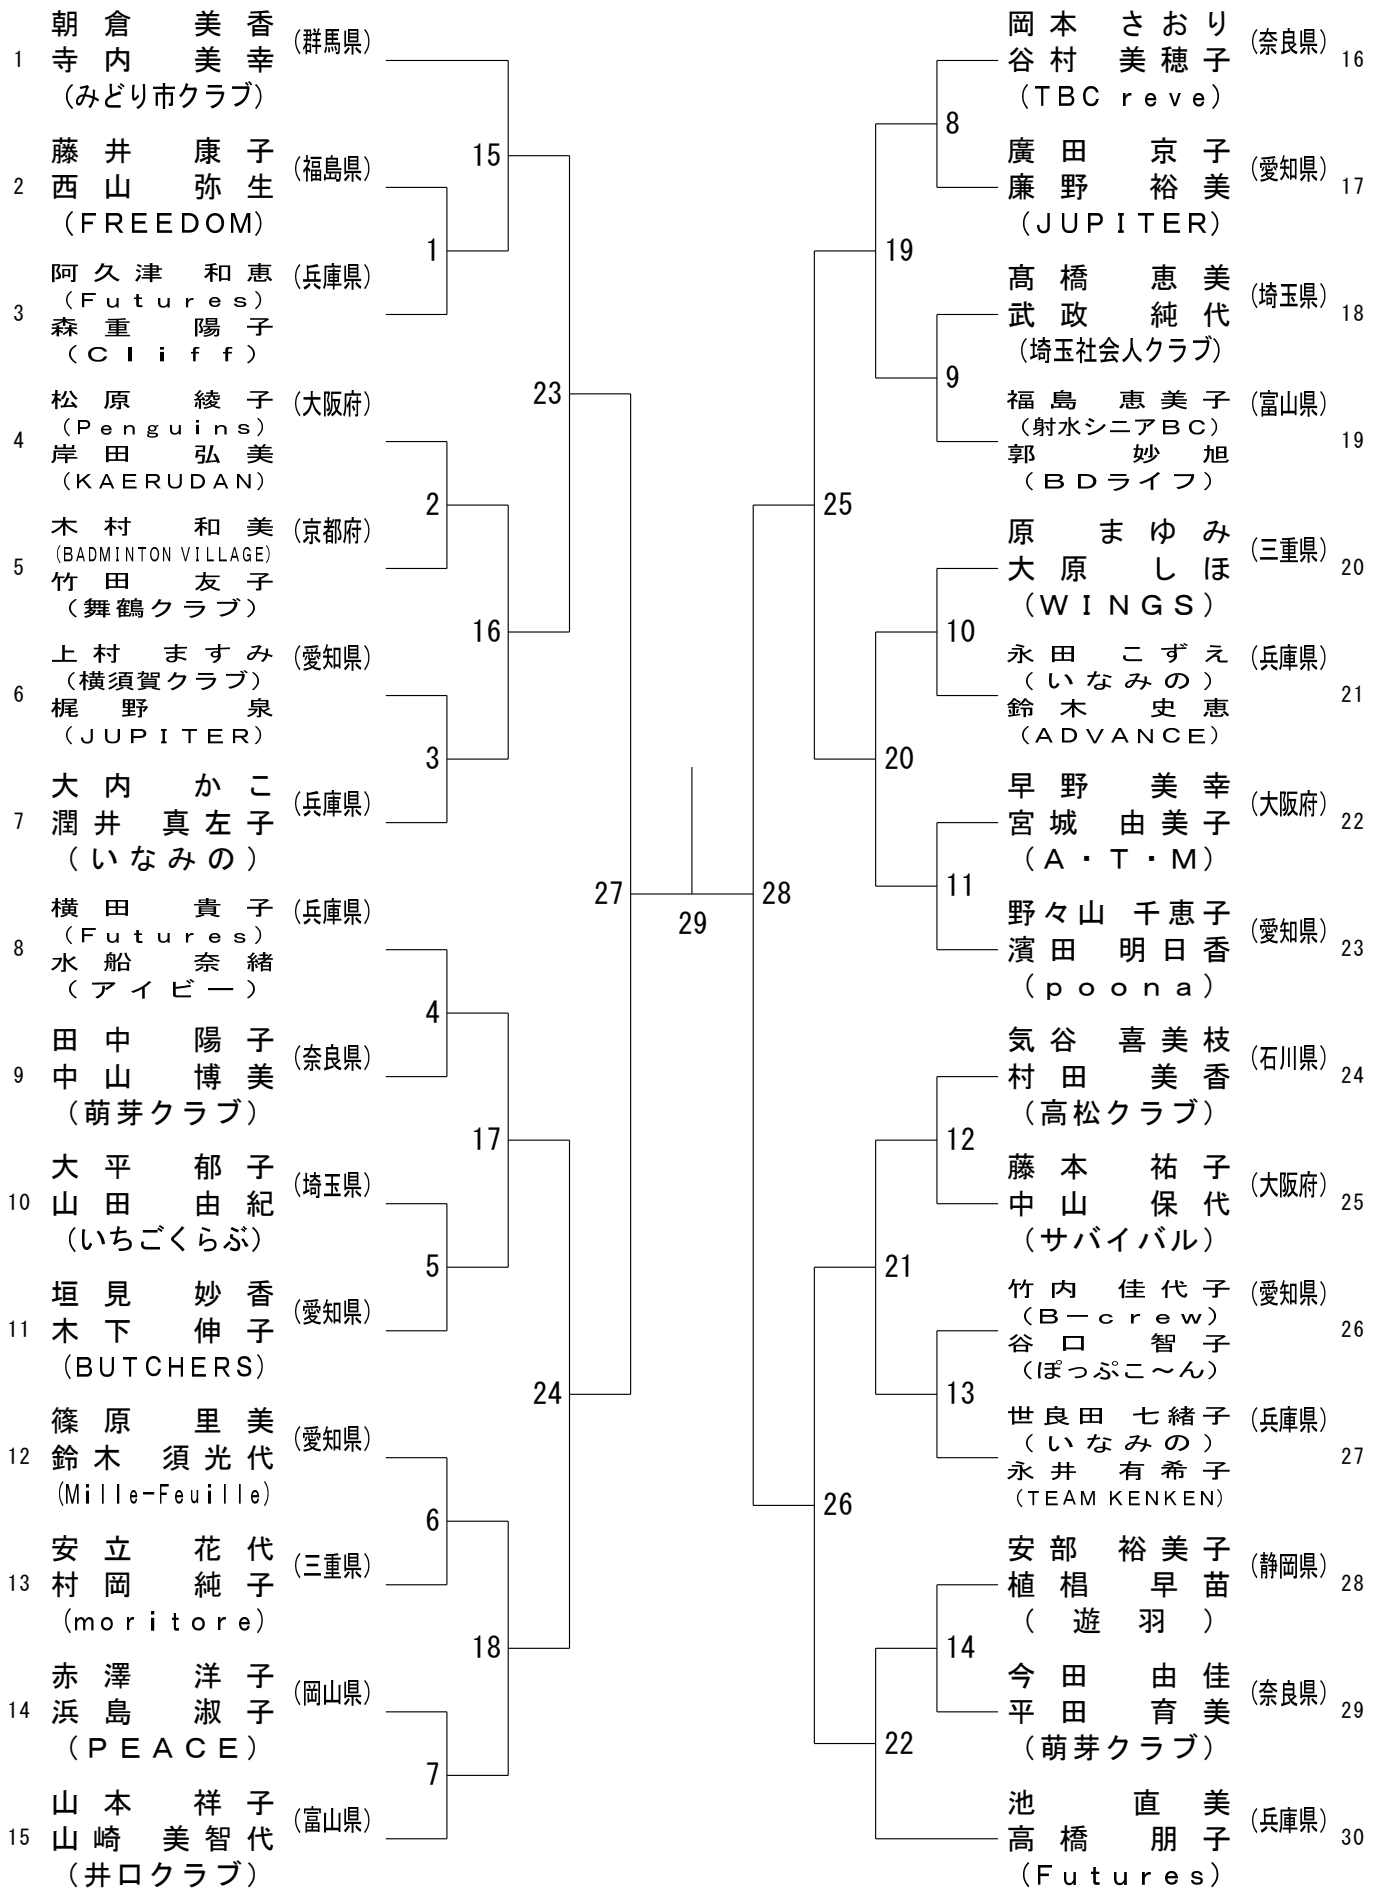 朝倉 美香 (群馬県)
1 寺内 美幸
(みどり市クラブ)
藤井 康子 (福島県)
2 西山 弥生
(FREEDOM)
阿久津 和恵 (兵庫県)
(Futures)
3 森重 陽子
(Cliff)
松原 綾子 (大阪府)
(Penguins)
4 岸田 弘美
(KAERUDAN)
木村 和美 (京都府)
(BADMINTON VILLAGE)
5 竹田 友子
(舞鶴クラブ)
上村 ますみ (愛知県)
(横須賀クラブ)
6 梶野 泉
(JUPITER)
大内 かこ (兵庫県)
7 潤井 真左子
(いなみの)
横田 貴子 (兵庫県)
(Futures)
8 水船 奈緒
(アイビー)
田中 陽子 (奈良県)
9 中山 博美
(萌芽クラブ)
大平 郁子 (埼玉県)
10 山田 由紀
(いちごくらぶ)
垣見 妙香 (愛知県)
11 木下 伸子
(BUTCHERS)
篠原 里美 (愛知県)
12 鈴木 須光代
(Mille-Feuille)
安立 花代 (三重県)
13 村岡 純子
(moritore)
赤澤 洋子 (岡山県)
14 浜島 淑子
(PEACE)
山本 祥子 (富山県)
15 山崎 美智代
(井口クラブ)
15
1
23
2
16
3
27
4
17
5
24
6
18
7
29
8
19
9
25
10
20
11
28
12
21
13
26
14
22
岡本 さおり (奈良県)
谷村 美穂子 16
(TBC reve)
廣田 京子 (愛知県)
廉野 裕美 17
(JUPITER)
髙橋 恵美 (埼玉県)
武政 純代 18
(埼玉社会人クラブ)
福島 恵美子 (富山県)
(射水シニアBC)
郭 妙旭 19
(BDライフ)
原 まゆみ (三重県)
大原 しほ 20
(WINGS)
永田 こずえ (兵庫県)
(いなみの)
鈴木 史恵 21
(ADVANCE)
早野 美幸 (大阪府)
宮城 由美子 22
(A・T・M)
野々山 千恵子 (愛知県)
濱田 明日香 23
(poona)
気谷 喜美枝 (石川県)
村田 美香 24
(高松クラブ)
藤本 祐子 (大阪府)
中山 保代 25
(サバイバル)
竹内 佳代子 (愛知県)
(B-crew)
谷口 智子 26
(ぽっぷこ～ん)
世良田 七緒子 (兵庫県)
(いなみの)
永井 有希子 27
(TEAM KENKEN)
安部 裕美子 (静岡県)
植椙 早苗 28
(遊羽)
今田 由佳 (奈良県)
平田 育美 29
(萌芽クラブ)
池 直美 (兵庫県)
高橋 朋子 30
(Futures)